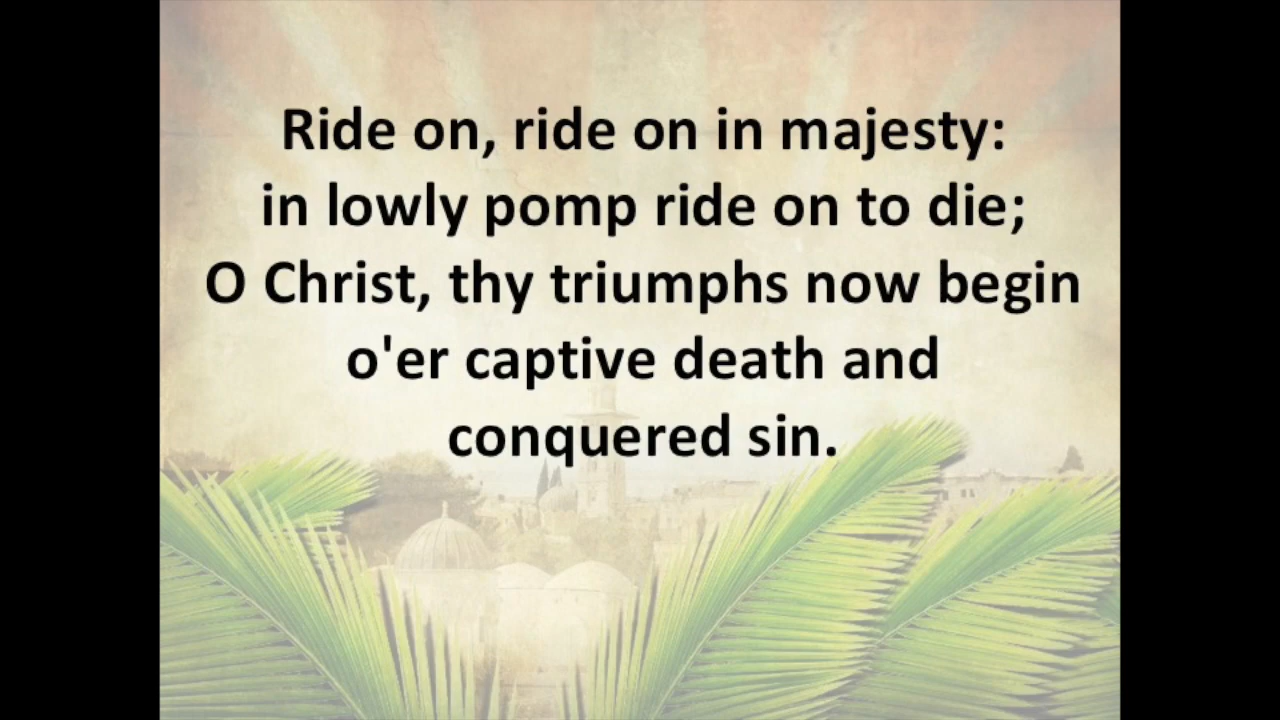 Ride on, ride on in majesty:
in lowly pomp ride on to die;
O Christ, thy triumphs now begin
o'er captive death and
conquered sin.